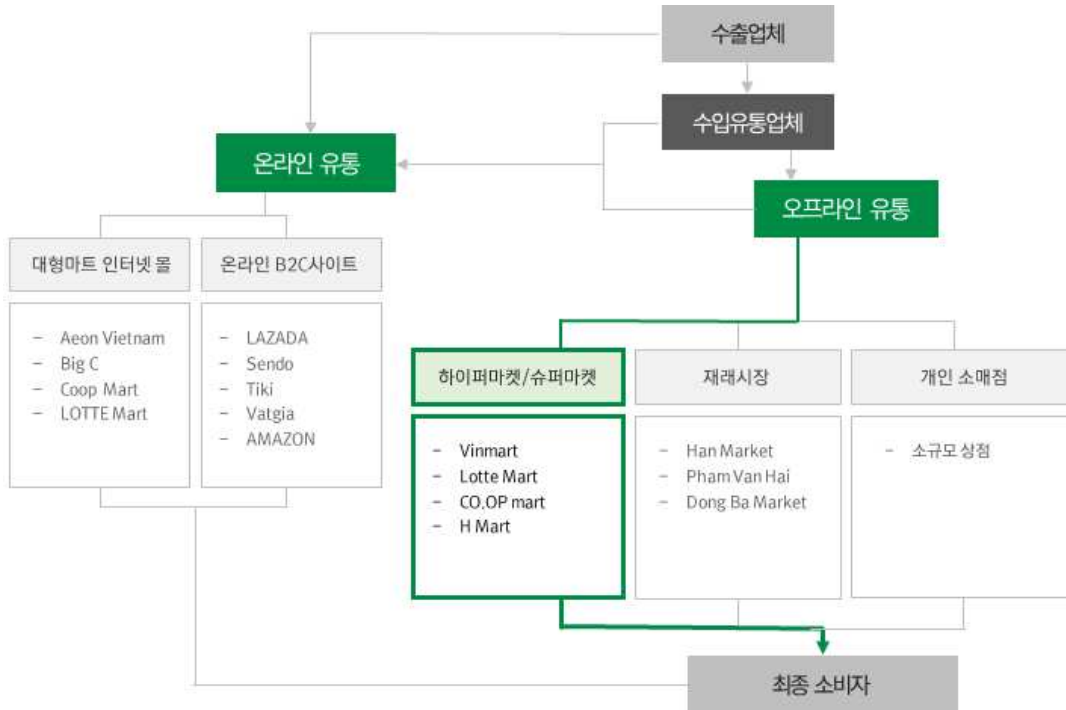 수출업체
수입유통업체
온라인 유통
오프라인 유통
대형마트 인터넷 몰
온라인 B2C사이트
- Aeon Vietnam
- Big C
- Coop Mart
- LOTTE Mart
- LAZADA
- Sendo
- Tiki
- Vatgia
- AMAZON
하이퍼마켓/슈퍼마켓
재래시장
개인 소매점
- Vinmart
- Lotte Mart
- CO.OP mart
- H Mart
- Han Market
- Pham Van Hai
- Dong Ba Market
- 소규모 상점
최종 소비자